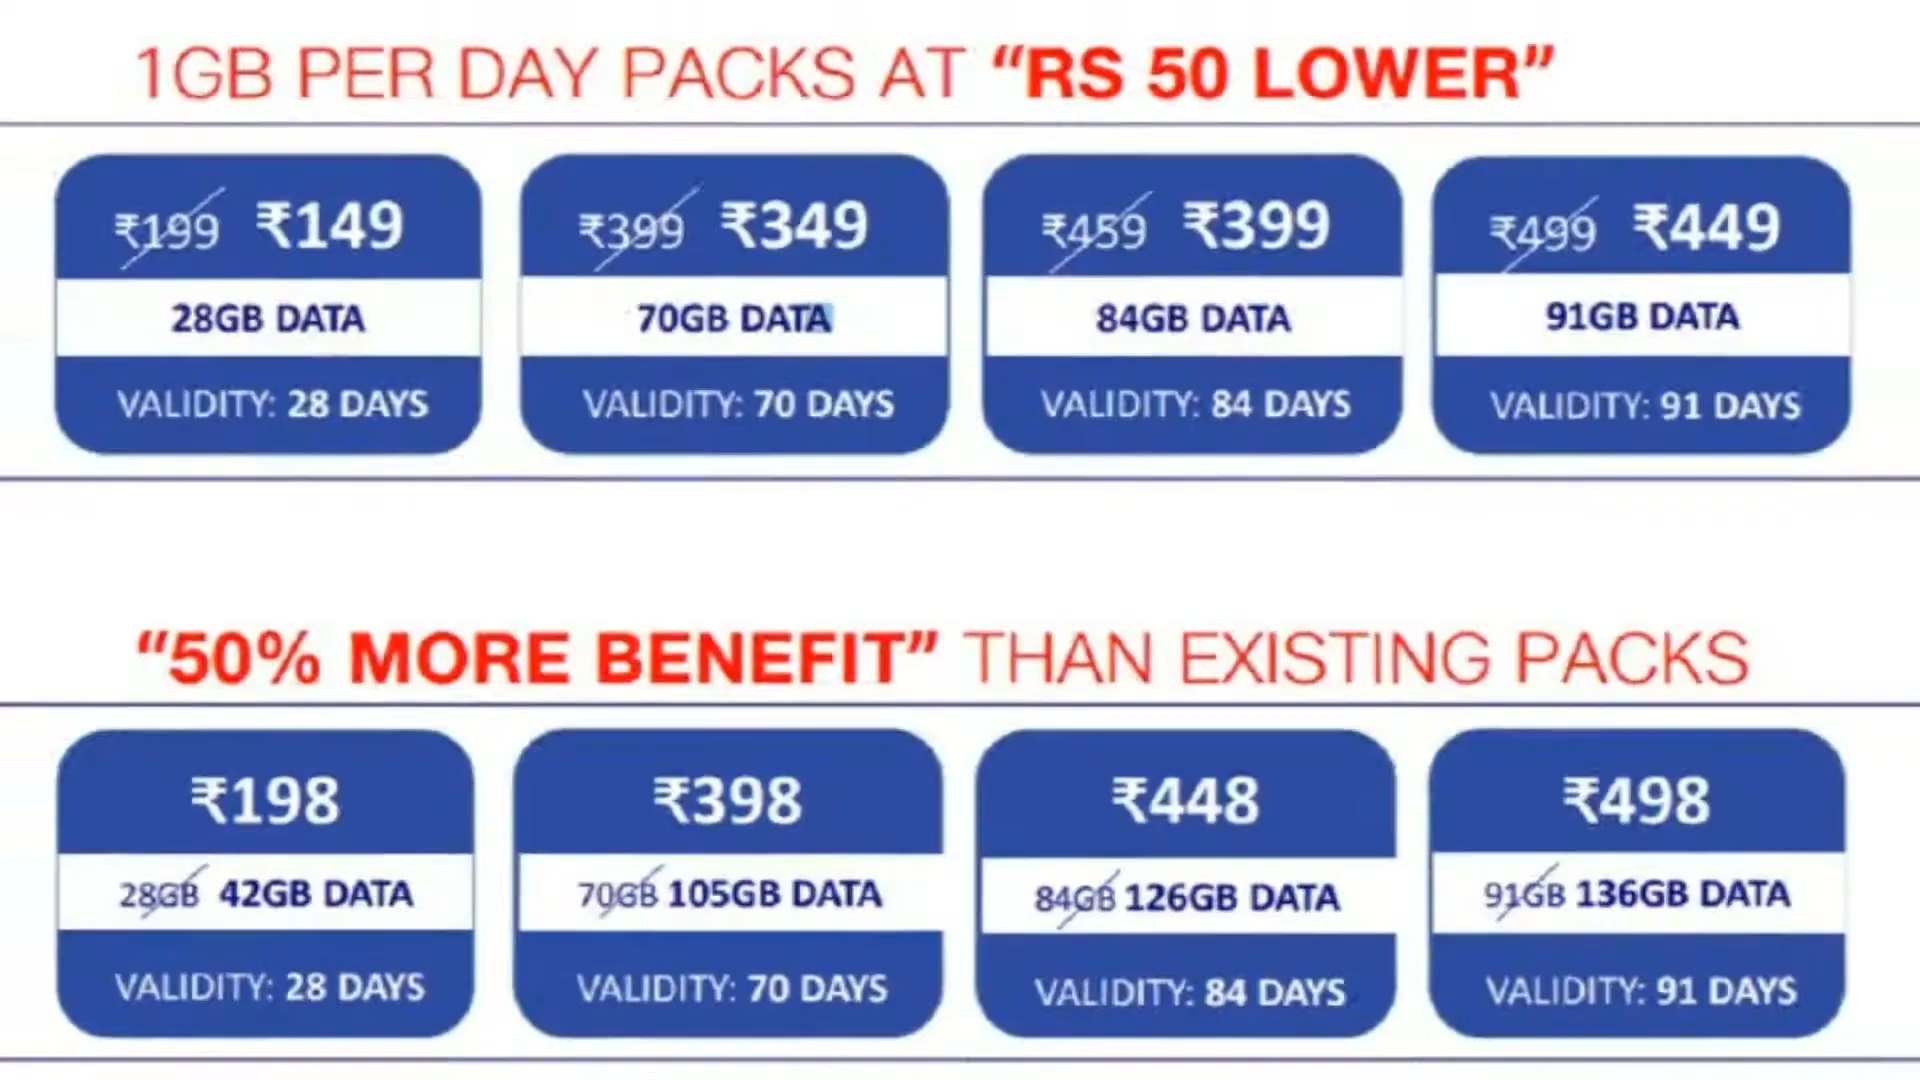 1GB PER DAY PACKS AT “RS 50 LOWER”
₹199 ₹149
28GB DATA
VALIDITY: 28 DAYS
₹399 ₹349
70GB DATA
VALIDITY: 70 DAYS
₹459 ₹399
84GB DATA
VALIDITY: 84 DAYS
₹499 ₹449
91GB DATA
VALIDITY: 91 DAYS
“50% MORE BENEFIT” THAN EXISTING PACKS
₹198
28GB 42GB DATA
VALIDITY: 28 DAYS
₹398
70GB 105GB DATA
VALIDITY: 70 DAYS
₹448
84GB 126GB DATA
VALIDITY: 84 DAYS
₹498
91GB 136GB DATA
VALIDITY: 91 DAYS